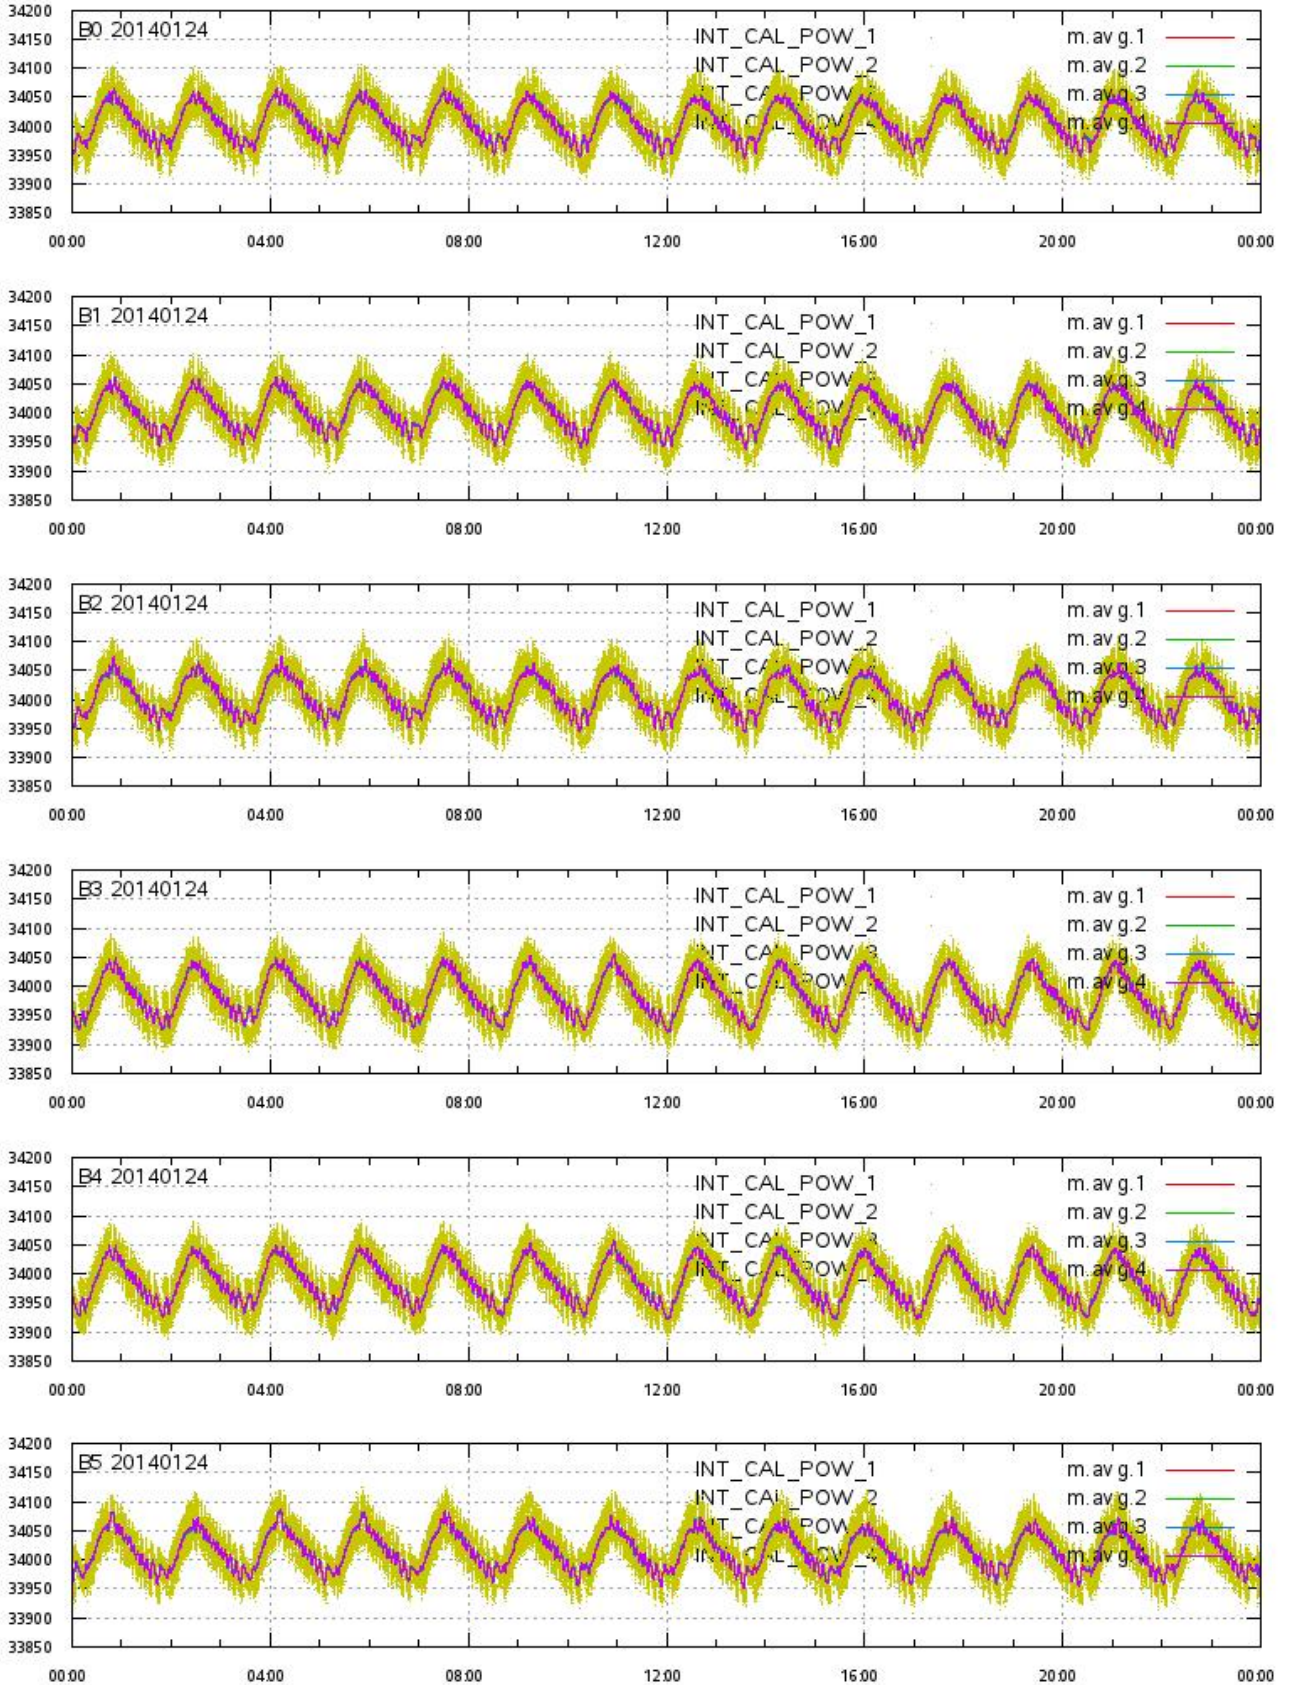 34200
34150 B0 20140124 INT_CAL_POW_1 m.avg.1
34100 INT_CAL_POW_2 m.avg.2
34050 m.avg.3
34000 m.avg.4
33950
33900
33850
00:00 04:00 08:00 12:00 16:00 20:00 00:00
34200
34150 B1 20140124 INT_CAL_POW_1 m.avg.1
34100 INT_CAL_POW_2 m.avg.2
34050 m.avg.3
34000 m.avg.4
33950
33900
33850
00:00 04:00 08:00 12:00 16:00 20:00 00:00
34200
34150 B2 20140124 INT_CAL_POW_1 m.avg.1
34100 INT_CAL_POW_2 m.avg.2
34050 m.avg.3
34000 m.avg.4
33950
33900
33850
00:00 04:00 08:00 12:00 16:00 20:00 00:00
34200
34150 B3 20140124 INT_CAL_POW_1 m.avg.1
34100 INT_CAL_POW_2 m.avg.2
34050 INT_CAL_POW_3 m.avg.3
34000 m.avg.4
33950
33900
33850
00:00 04:00 08:00 12:00 16:00 20:00 00:00
34200
34150 B4 20140124 INT_CAL_POW_1 m.avg.1
34100 INT_CAL_POW_2 m.avg.2
34050 INT_CAL_POW_3 m.avg.3
34000 m.avg.4
33950
33900
33850
00:00 04:00 08:00 12:00 16:00 20:00 00:00
34200
34150 B5 20140124 INT_CAL_POW_1 m.avg.1
34100 INT_CAL_POW_2 m.avg.2
34050 m.avg.3
34000
33950
33900
33850
00:00 04:00 08:00 12:00 16:00 20:00 00:00